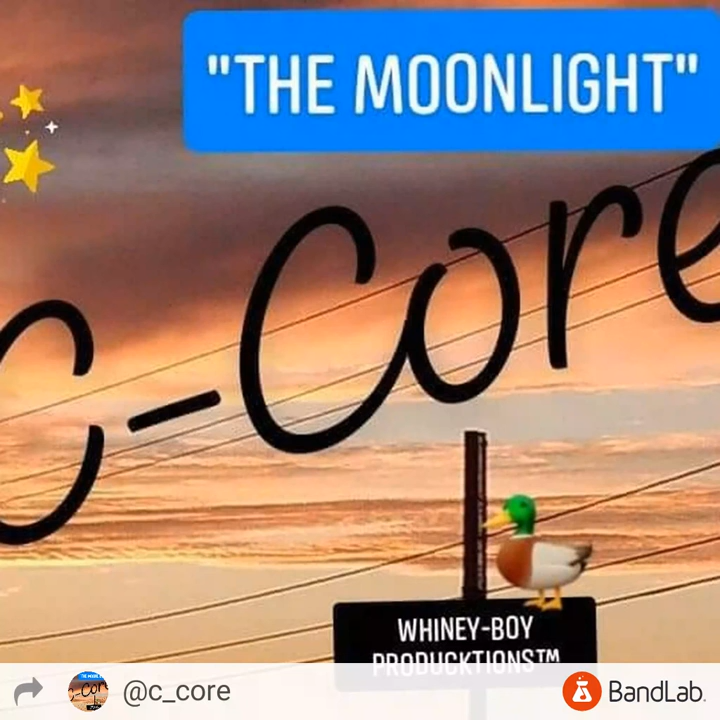 "THE MOONLIGHT"
C-Core
WHINEY-BOY
PRODUCKTIONS™
@c_core
BandLab.